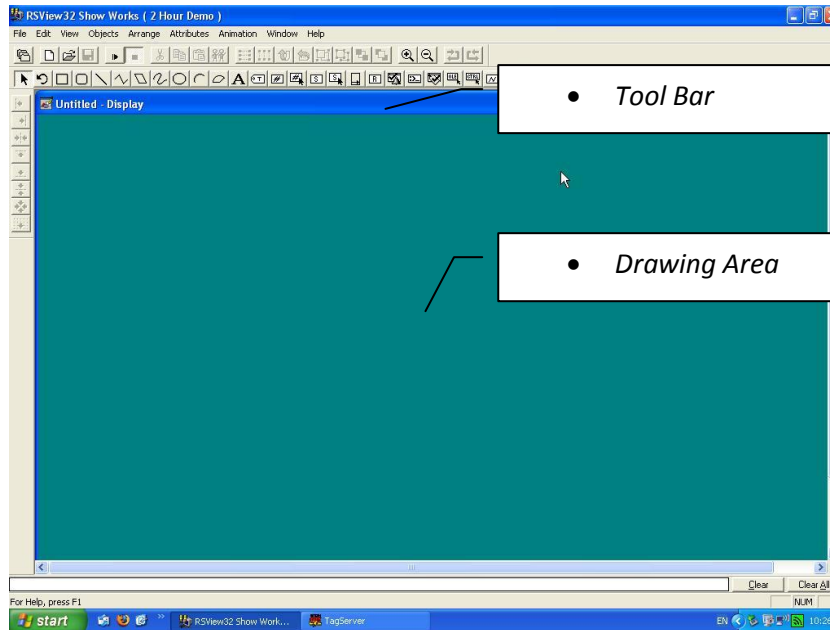 RSView32 Show Works ( 2 Hour Demo )
File Edit View Objects Arrange Attributes Animation Window Help
Untitled - Display
• Tool Bar
• Drawing Area
Clear Clear All
For Help, press F1
NUM
start RSView32 Show Work... TagServer EN